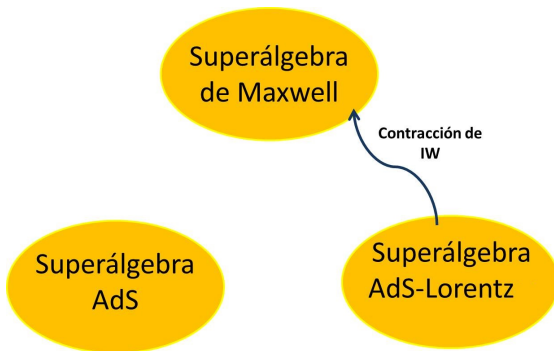 Superálgebra
de Maxwell
Contracción de
IW
Superálgebra
AdS
Superálgebra
AdS-Lorentz